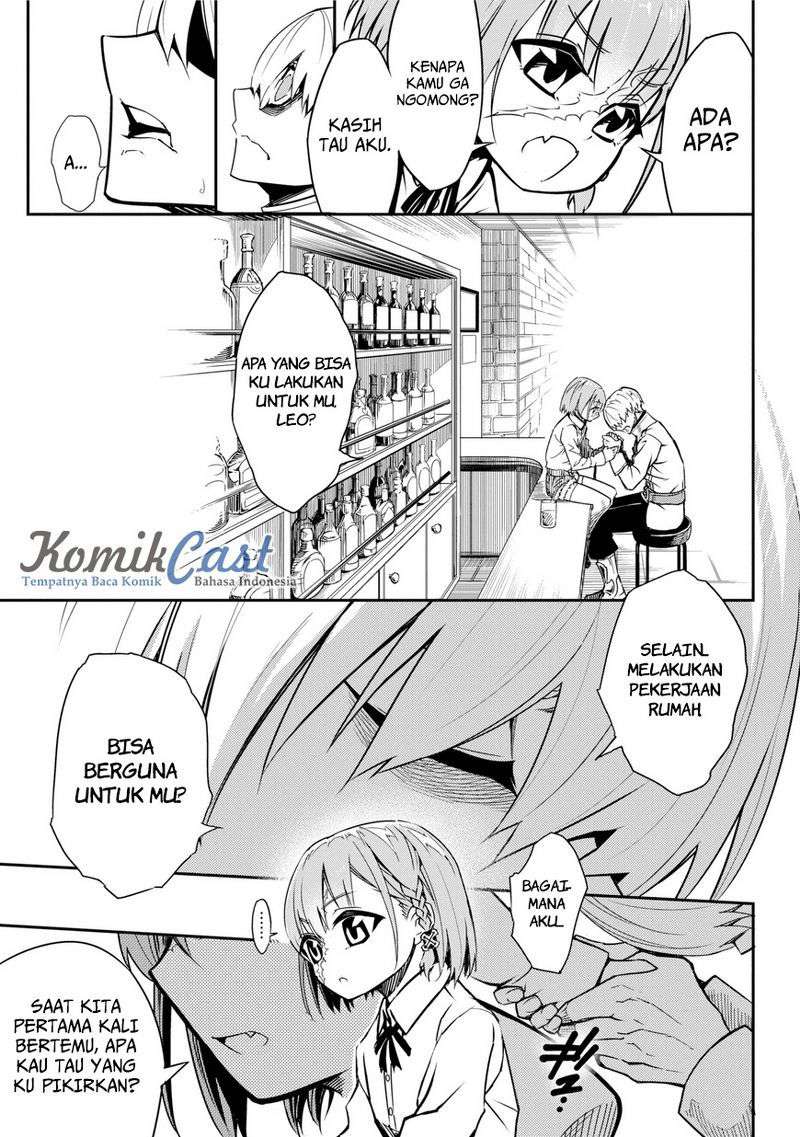 ADA
APA?
KENAPA
KAMU GA
NGOMONG?
KASIH
TAU AKU.
A...
APA YANG BISA
KU LAKUKAN
UNTUK MU,
LEO?
KomikCast
Tempatnya Baca Komik Bahasa Indonesia
SELAIN..
MELAKUKAN
PEKERJAAN
RUMAH.
BAGAI-
MANA
AKU..
BISA
BERGUNA
UNTUK MU?
......
SAAT KITA
PERTAMA KALI
BERTEMU, APA
KAU TAU YANG
KU PIKIRKAN?